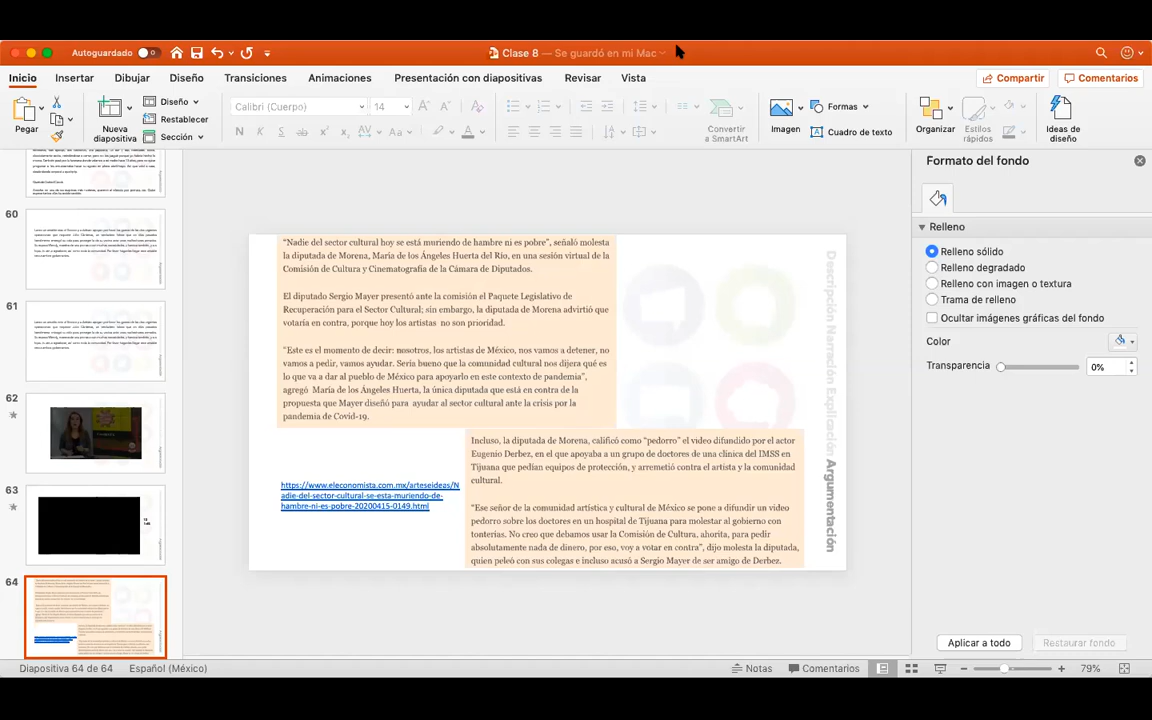 Autoguardado
Clase 8 — Se guardó en mi Mac
Inicio Insertar Dibujar Diseño Transiciones Animaciones Presentación con diapositivas Revisar Vista Compartir Comentarios
Pegar
Nueva diapositiva
Diseño
Restablecer
Sección
Calibri (Cuerpo) 14
Convertir a SmartArt
Imagen
Formas
Cuadro de texto
Organizar
Estilos rápidos
Ideas de diseño
60
61
62
63
64
“Nadie del sector cultural hoy se está muriendo de hambre ni es pobre”, señaló molesta
la diputada de Morena, María de los Ángeles Huerta del Río, en una sesión virtual de la
Comisión de Cultura y Cinematografía de la Cámara de Diputados.
El diputado Sergio Mayer presentó ante la comisión el Paquete Legislativo de
Recuperación para el Sector Cultural; sin embargo, la diputada de Morena advirtió que
votaría en contra, porque hoy los artistas no son prioridad.
"Este es el momento de decir: nosotros, los artistas de México, nos vamos a detener, no
vamos a pedir, vamos ayudar. Sería bueno que la comunidad cultural nos dijera qué es
lo que va a dar al pueblo de México para apoyarlo en este contexto de pandemia”,
agregó María de los Ángeles Huerta, la única diputada que está en contra de la
propuesta que Mayer diseñó para ayudar al sector cultural ante la crisis por la
pandemia de Covid-19.
https://www.eleconomista.com.mx/arteseideas/N
adie-del-sector-cultural-se-esta-muriendo-de-
hambre-ni-es-pobre-20200415-0149.html
Incluso, la diputada de Morena, calificó como “pedorro” el video difundido por el actor
Eugenio Derbez, en el que apoyaba a un grupo de doctores de una clínica del IMSS en
Tijuana que pedían equipos de protección, y arremetió contra el artista y la comunidad
cultural.
“Ese señor de la comunidad artística y cultural de México se pone a difundir un video
pedorro sobre los doctores en un hospital de Tijuana para molestar al gobierno con
tonterías. No creo que debamos usar la Comisión de Cultura, ahorita, para pedir
absolutamente nada de dinero, por eso, voy a votar en contra”, dijo molesta la diputada,
quien peleó con sus colegas e incluso acusó a Sergio Mayer de ser amigo de Derbez.
Descripción Narración Explicación Argumentación
Formato del fondo
Relleno
Relleno sólido
Relleno degradado
Relleno con imagen o textura
Trama de relleno
Ocultar imágenes gráficas del fondo
Color
Transparencia 0%
Aplicar a todo Restaurar fondo
Diapositiva 64 de 64 Español (México) Notas Comentarios 79%